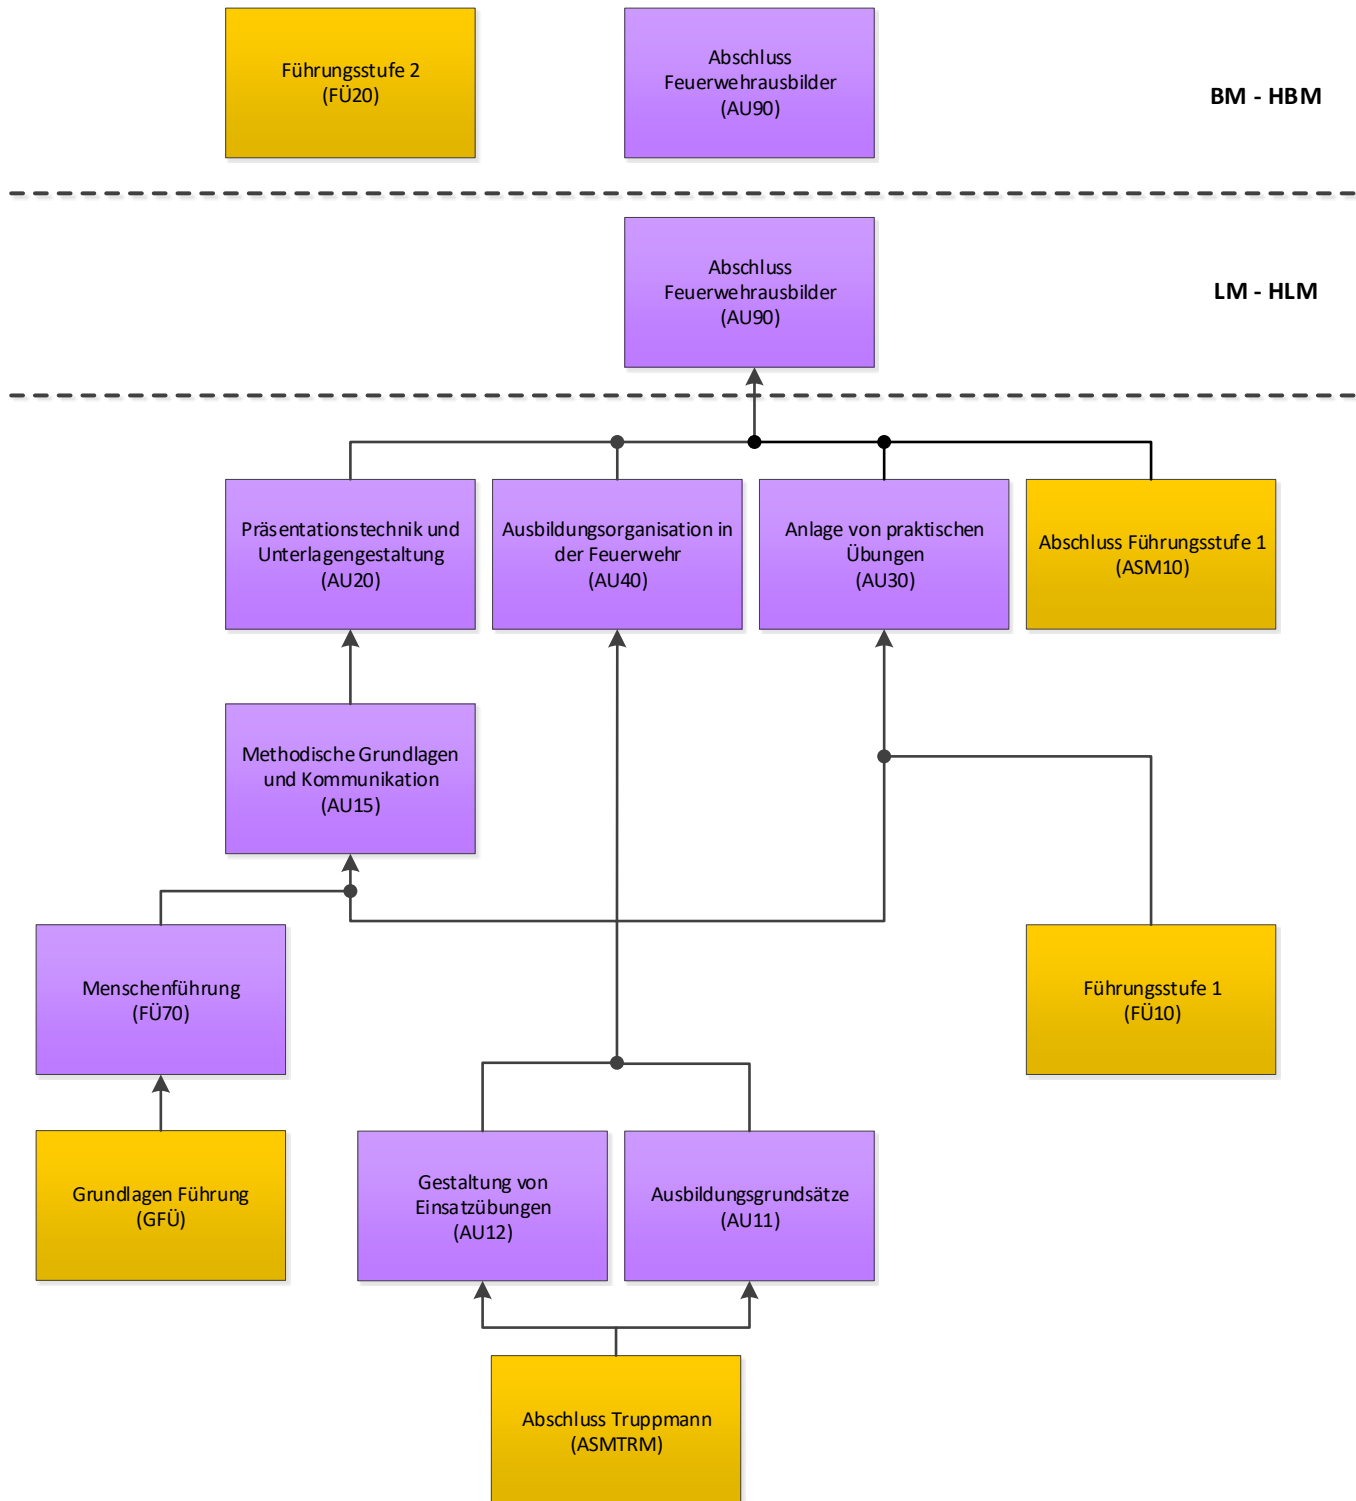 Führungsstufe 2
(FÜ20)
Abschluss
Feuerwehrausbilder
(AU90)
BM - HBM
Abschluss
Feuerwehrausbilder
(AU90)
LM - HLM
Präsentationstechnik und
Unterlagengestaltung
(AU20)
Ausbildungsorganisation in
der Feuerwehr
(AU40)
Anlage von praktischen
Übungen
(AU30)
Abschluss Führungsstufe 1
(ASM10)
Methodische Grundlagen
und Kommunikation
(AU15)
Menschenführung
(FÜ70)
Führungsstufe 1
(FÜ10)
Grundlagen Führung
(GFÜ)
Gestaltung von
Einsatzübungen
(AU12)
Ausbildungsgrundsätze
(AU11)
Abschluss Truppmann
(ASMTRM)